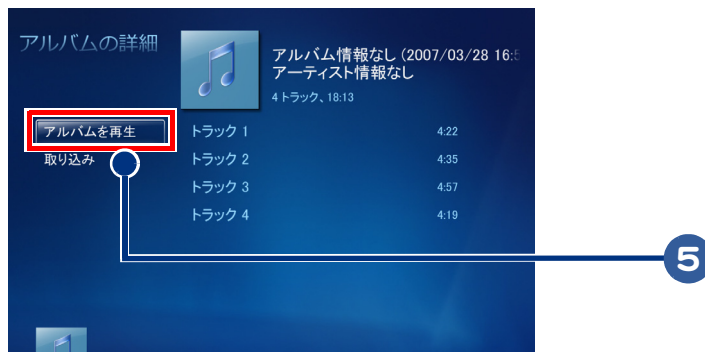 アルバムの詳細
アルバム情報なし (2007/03/28 16:5
アーティスト情報なし
4 トラック、18:13
アルバムを再生
取り込み
トラック 1 4:22
トラック 2 4:35
トラック 3 4:57
トラック 4 4:19
5